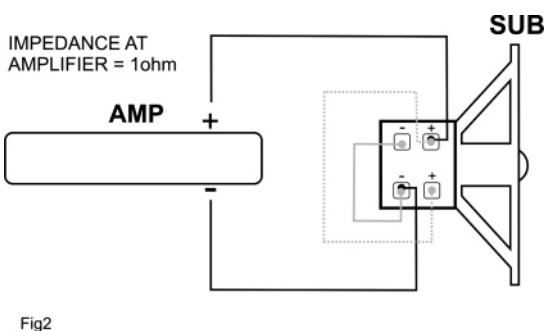 SUB
IMPEDANCE AT
AMPLIFIER = 1ohm
AMP
+
-
- +
- +
Fig2